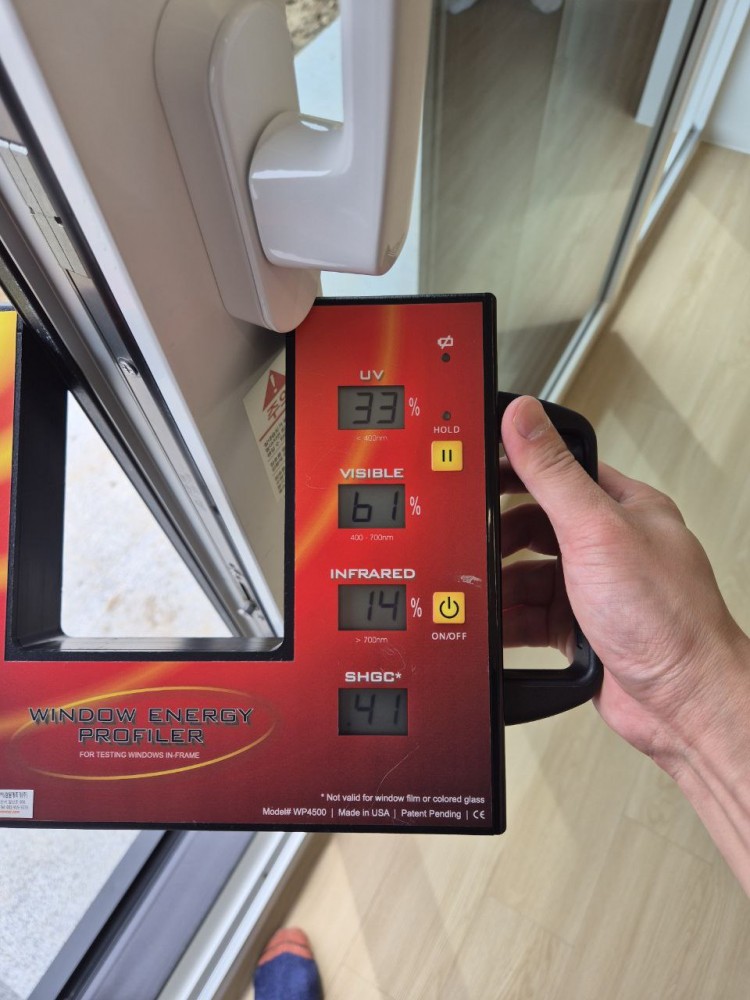 UV
33 %
< 400nm
HOLD
VISIBLE
61 %
400 - 700nm
INFRARED
14 %
> 700nm
ON/OFF
SHGC*
.41
WINDOW ENERGY
PROFILER
FOR TESTING WINDOWS IN-FRAME
* Not valid for window film or colored glass
Model# WP4500 | Made in USA | Patent Pending | CE